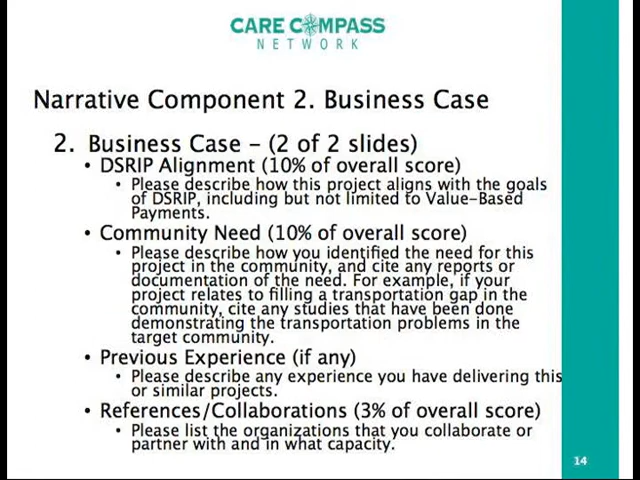 CARE COMPASS
NETWORK
Narrative Component 2. Business Case
2. Business Case – (2 of 2 slides)
• DSRIP Alignment (10% of overall score)
• Please describe how this project aligns with the goals
of DSRIP, including but not limited to Value-Based
Payments.
• Community Need (10% of overall score)
• Please describe how you identified the need for this
project in the community, and cite any reports or
documentation of the need. For example, if your
project relates to filling a transportation gap in the
community, cite any studies that have been done
demonstrating the transportation problems in the
target community.
• Previous Experience (if any)
• Please describe any experience you have delivering this
or similar projects.
• References/Collaborations (3% of overall score)
• Please list the organizations that you collaborate or
partner with and in what capacity.
14